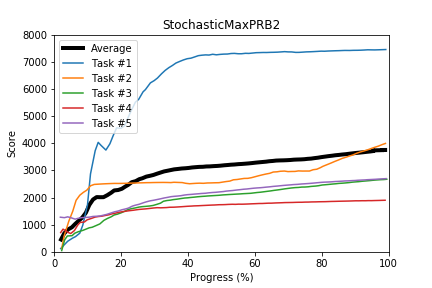 StochasticMaxPRB2
8000
7000
6000
5000
4000
3000
2000
1000
0
Score
Average
Task #1
Task #2
Task #3
Task #4
Task #5
0 20 40 60 80 100
Progress (%)